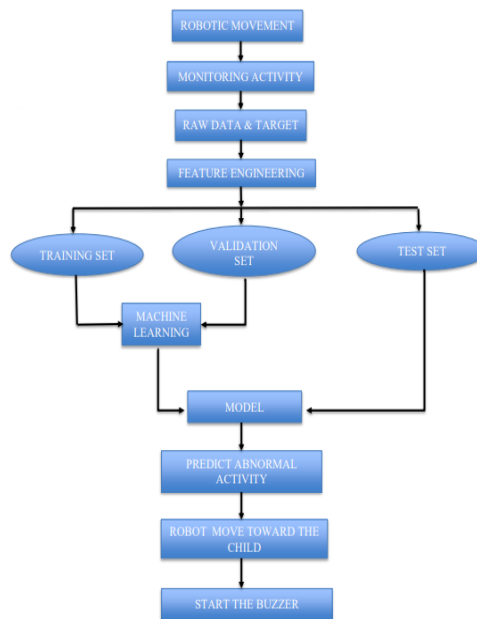 ROBOTIC MOVEMENT
MONITORING ACTIVITY
RAW DATA & TARGET
FEATURE ENGINEERING
TRAINING SET
VALIDATION
SET
TEST SET
MACHINE
LEARNING
MODEL
PREDICT ABNORMAL
ACTIVITY
ROBOT MOVE TOWARD THE
CHILD
START THE BUZZER